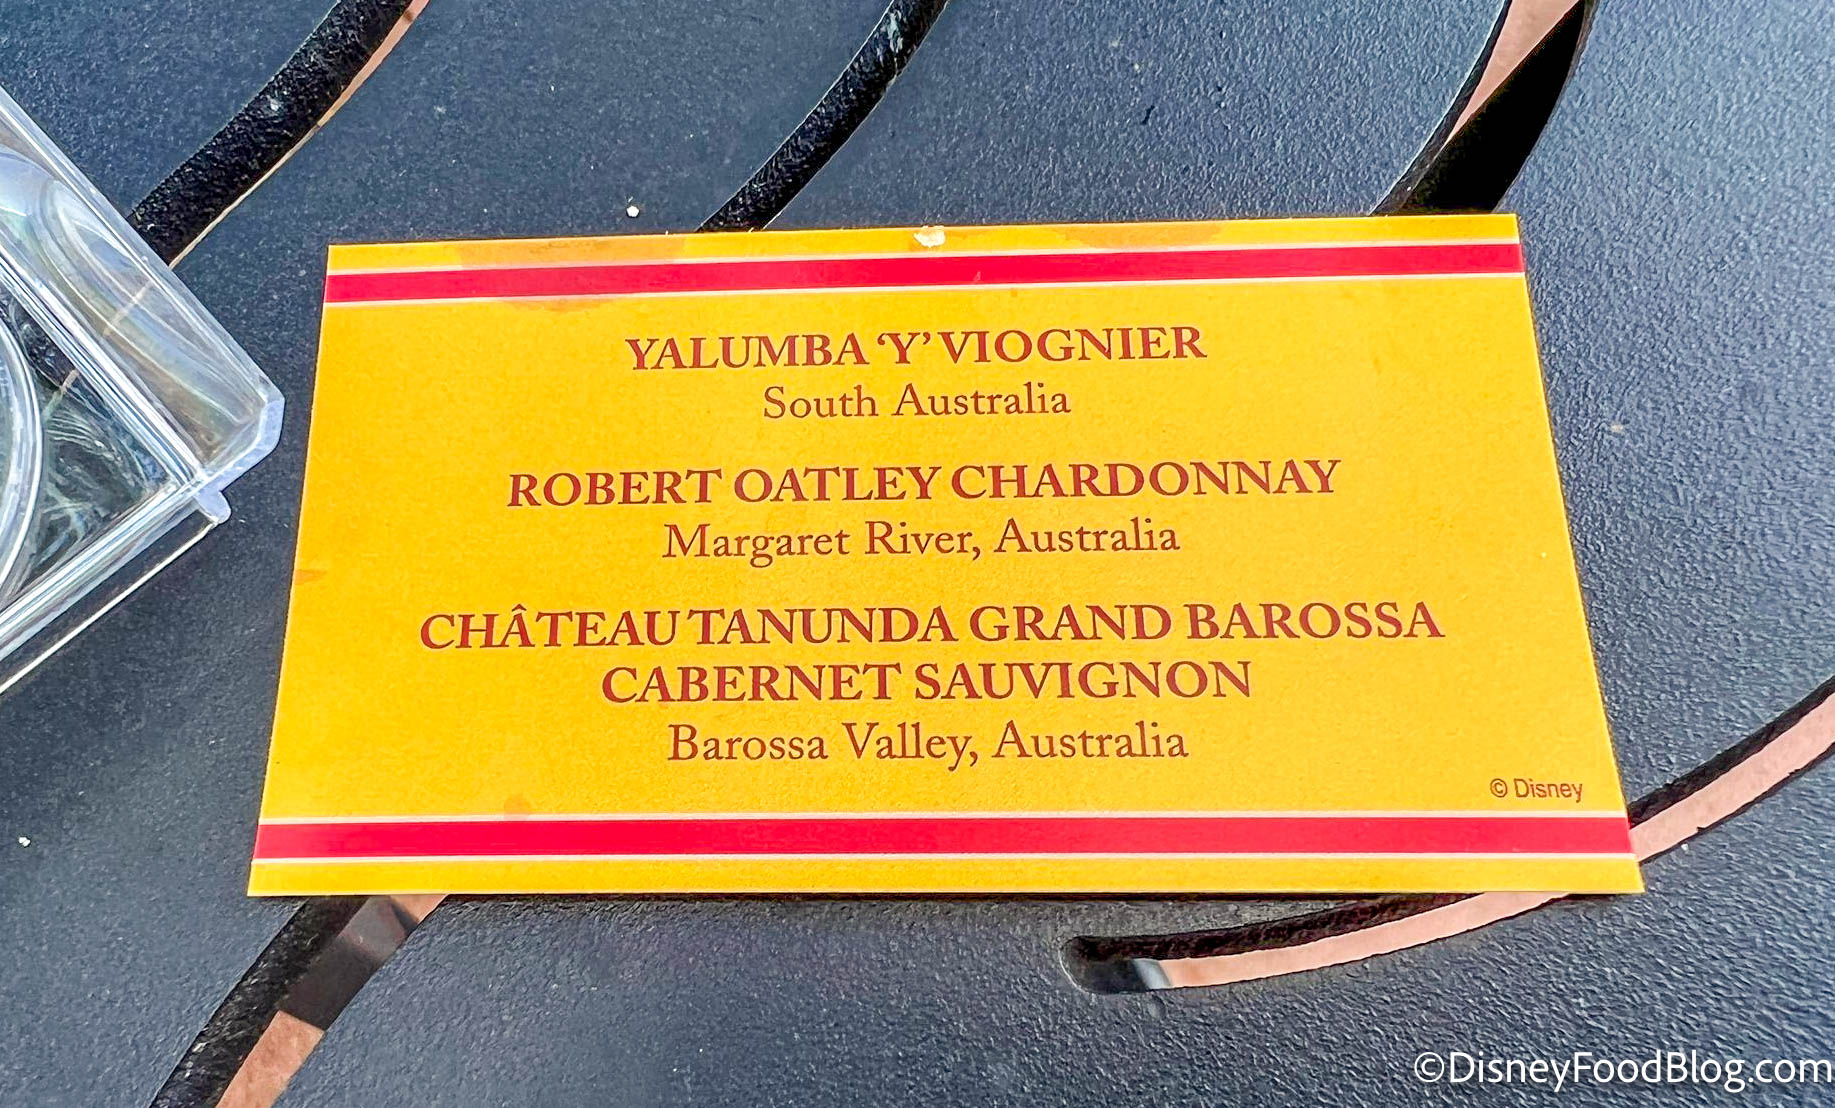 YALUMBA ‘Y’ VIOGNIER
South Australia
ROBERT OATLEY CHARDONNAY
Margaret River, Australia
CHÂTEAU TANUNDA GRAND BAROSSA
CABERNET SAUVIGNON
Barossa Valley, Australia
© Disney
©DisneyFoodBlog.com